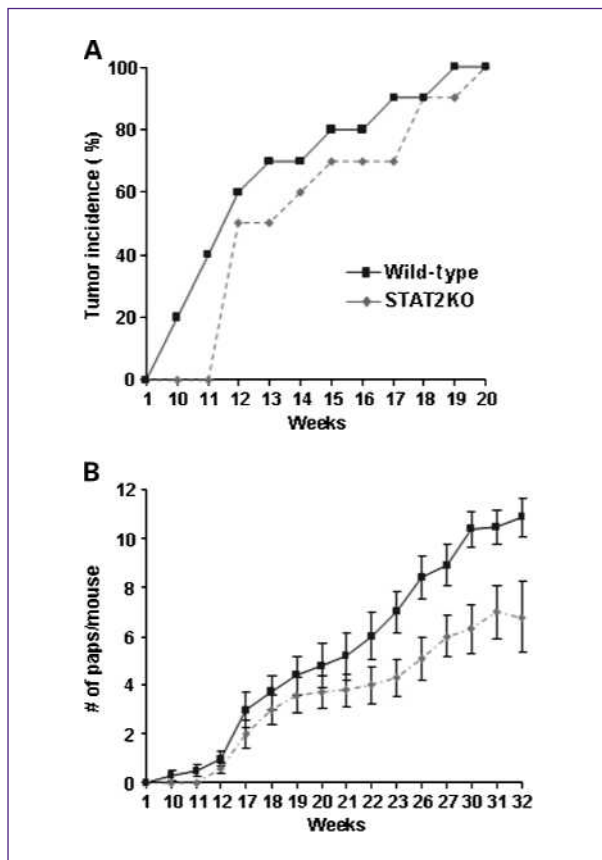 A
100
80
60
40
20
0
Tumor incidence ( %)
Wild-type
STAT2KO
1 10 11 12 13 14 15 16 17 18 19 20
Weeks
B
12
10
8
6
4
2
0
# of paps/mouse
1 10 11 12 17 18 19 20 21 22 23 26 27 30 31 32
Weeks